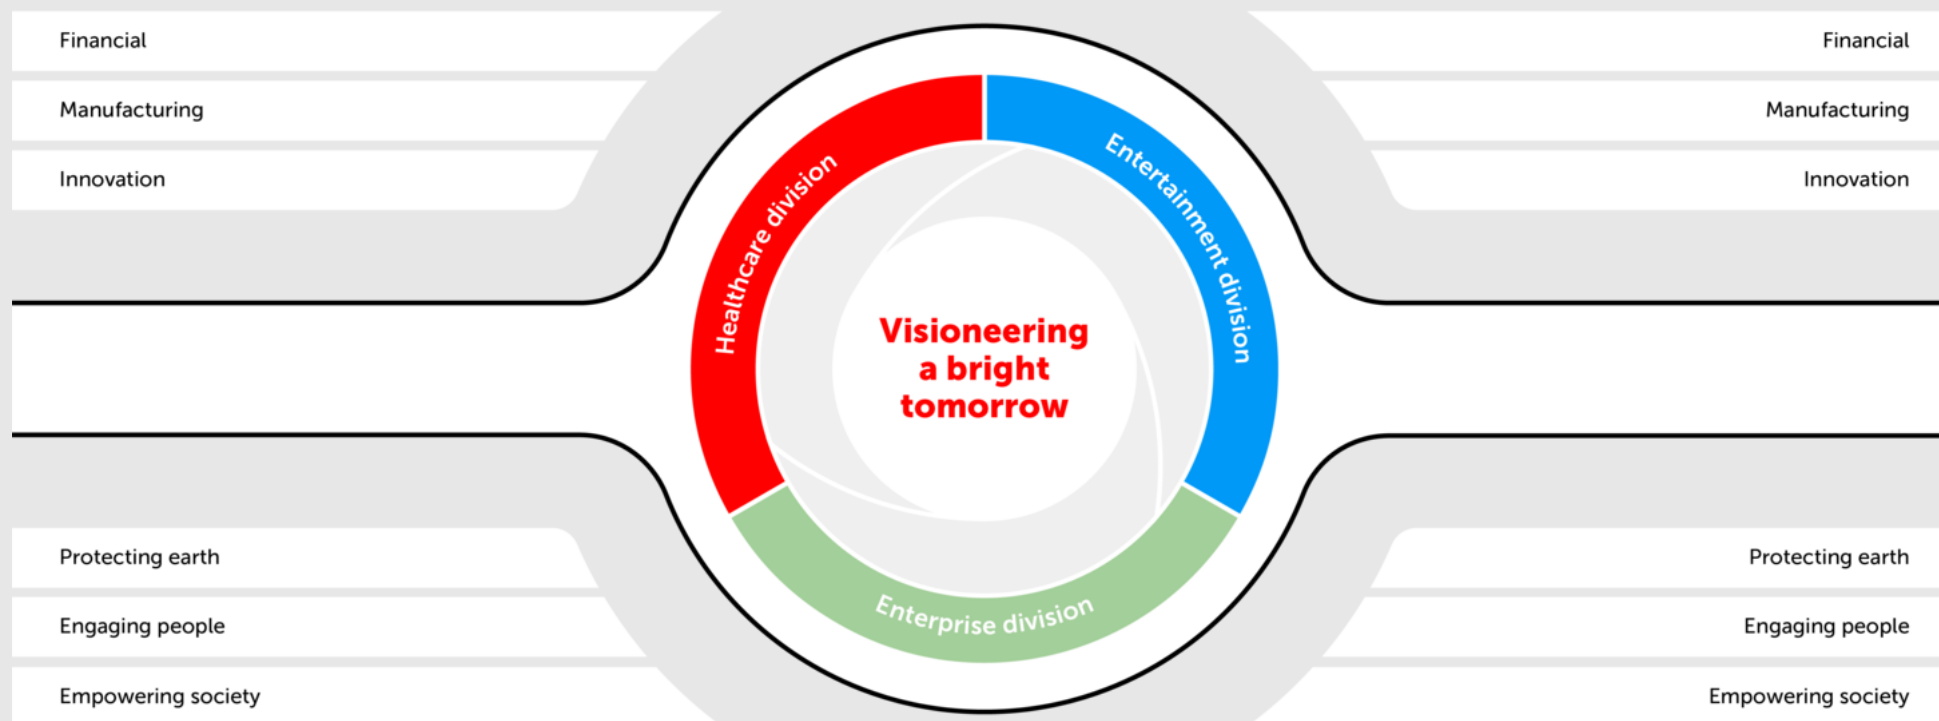 Financial
Manufacturing
Innovation
Financial
Manufacturing
Innovation
Healthcare division
Entertainment division
Visioneering
a bright
tomorrow
Enterprise division
Protecting earth
Engaging people
Empowering society
Protecting earth
Engaging people
Empowering society